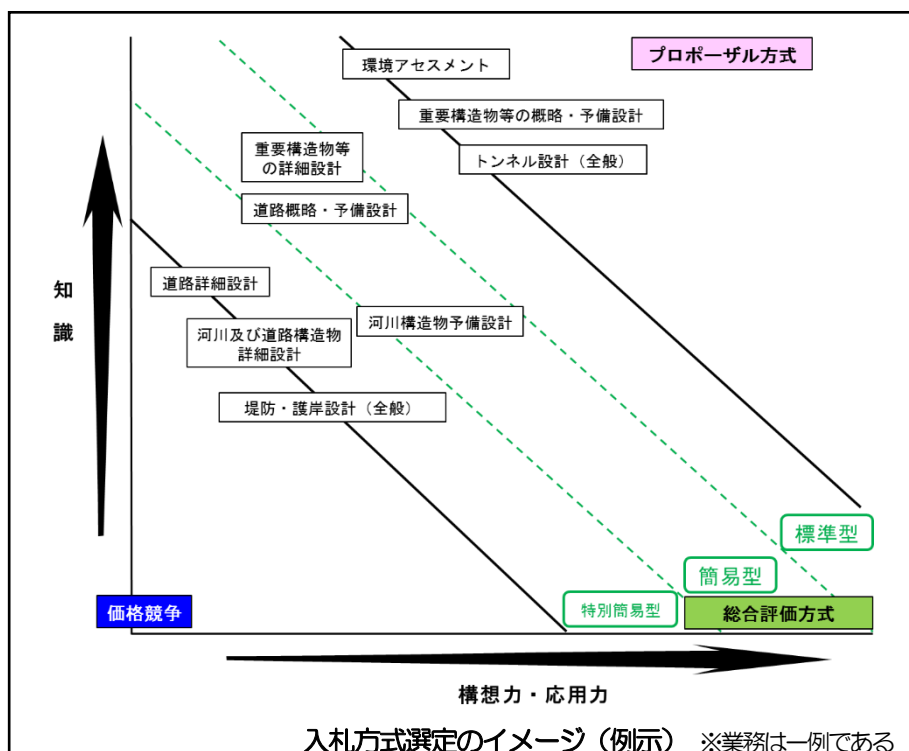 プロポーザル方式
環境アセスメント
重要構造物等の概略・予備設計
重要構造物等
の詳細設計
トンネル設計（全般）
道路概略・予備設計
知
識
道路詳細設計
河川及び道路構造物
詳細設計
河川構造物予備設計
堤防・護岸設計（全般）
標準型
簡易型
価格競争
特別簡易型
総合評価方式
構想力・応用力
入札方式選定のイメージ（例示） ※業務は一例である